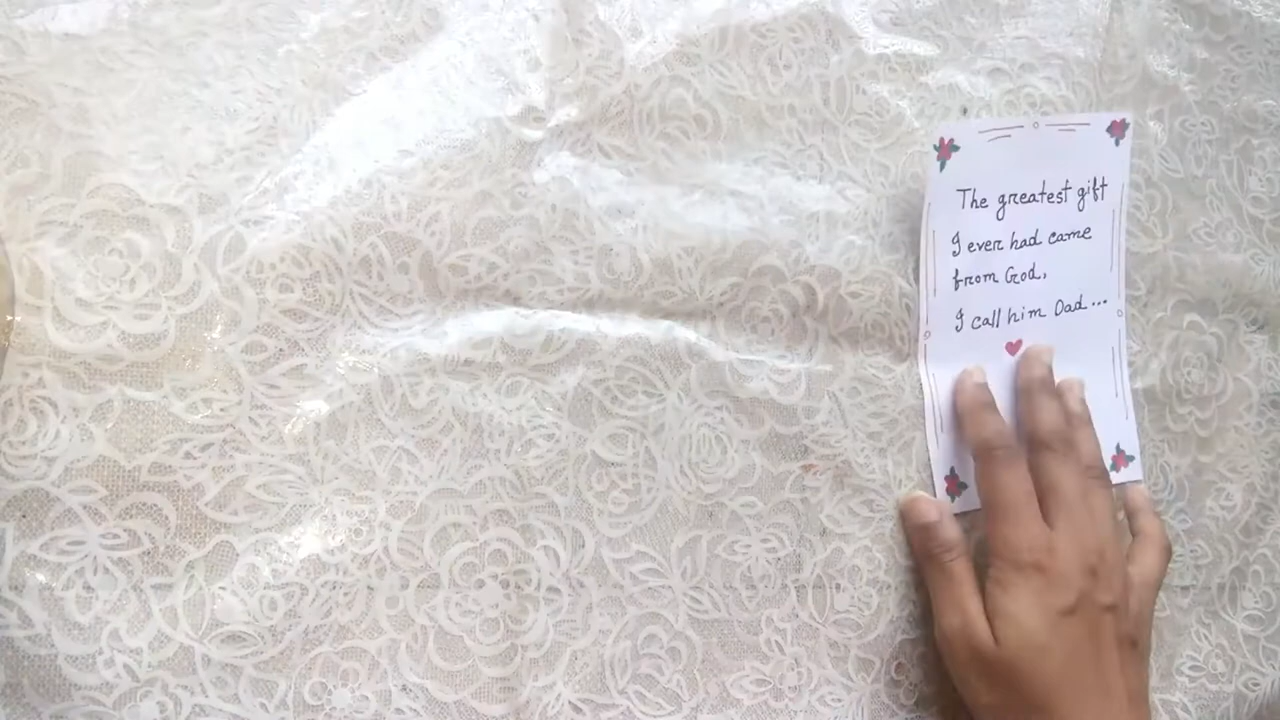 The greatest gift
I ever had came
from God,
I call him Dad...